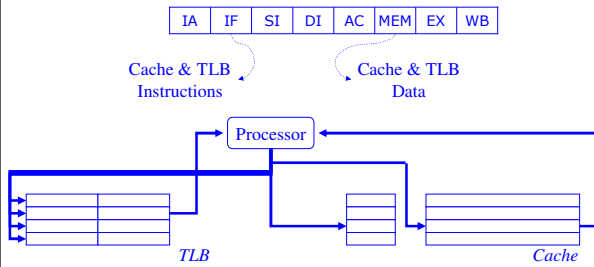 IA IF SI DI AC MEM EX WB
Cache & TLB
Instructions
Cache & TLB
Data
Processor
TLB
Cache